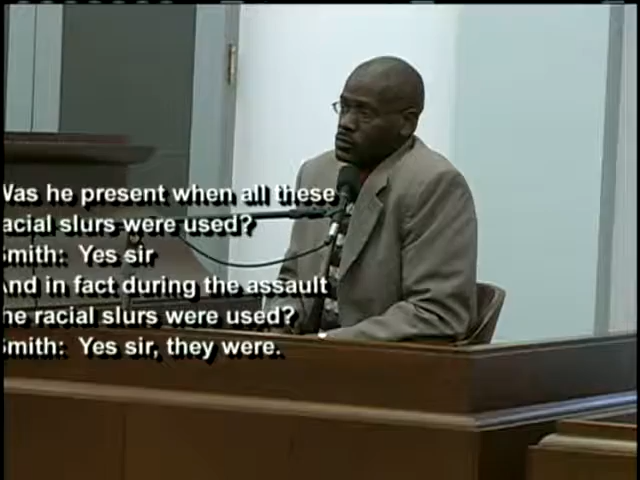 Was he present when all these
acial slurs were used?
mith: Yes sir
And in fact during the assault
he racial slurs were used?
mith: Yes sir, they were.